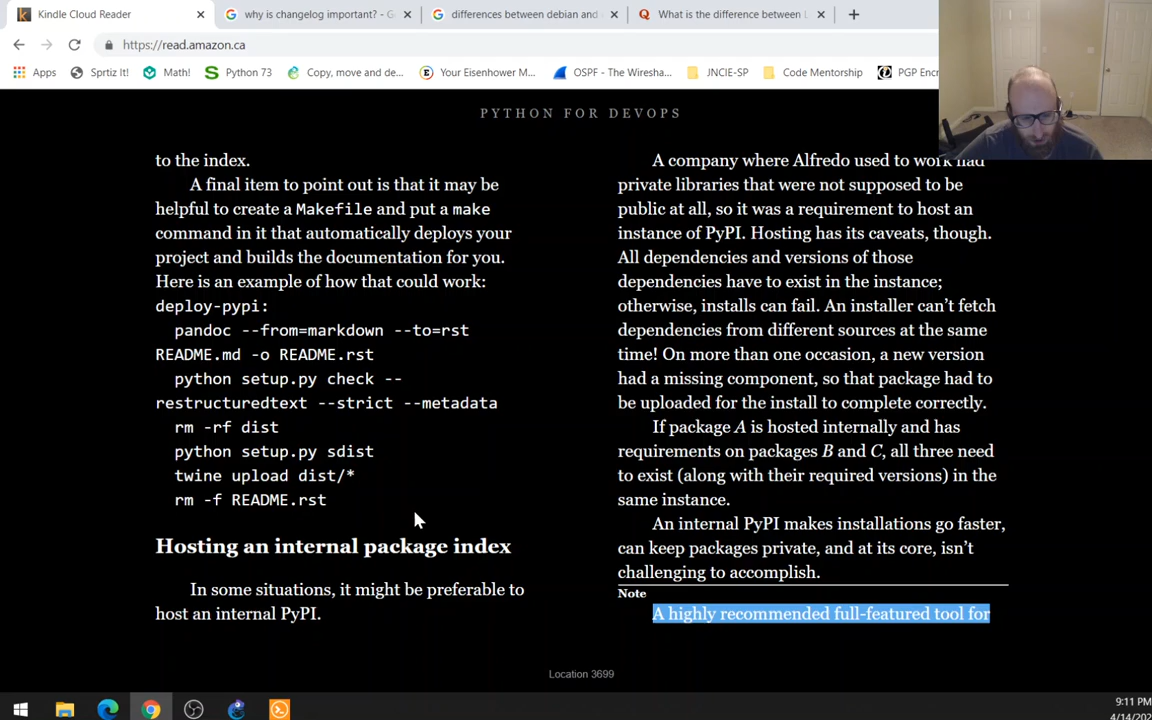 Kindle Cloud Reader
why is changelog important? - G
differences between debian and
What is the difference between
https://read.amazon.ca
Apps
Sprtiz It!
Math!
Python 73
Copy, move and de...
Your Eisenhower M...
OSPF - The Wiresha...
JNCIE-SP
Code Mentorship
PGP Encr
PYTHON FOR DEVOPS
to the index.
A final item to point out is that it may be
helpful to create a Makefile and put a make
command in it that automatically deploys your
project and builds the documentation for you.
Here is an example of how that could work:
deploy-pypi:
pandoc --from=markdown --to=rst
README.md -o README.rst
python setup.py check --
restructuredtext --strict --metadata
rm -rf dist
python setup.py sdist
twine upload dist/*
rm -f README.rst
Hosting an internal package index
In some situations, it might be preferable to
host an internal PyPI.
A company where Alfredo used to work had
private libraries that were not supposed to be
public at all, so it was a requirement to host an
instance of PyPI. Hosting has its caveats, though.
All dependencies and versions of those
dependencies have to exist in the instance;
otherwise, installs can fail. An installer can't fetch
dependencies from different sources at the same
time! On more than one occasion, a new version
had a missing component, so that package had to
be uploaded for the install to complete correctly.
If package A is hosted internally and has
requirements on packages B and C, all three need
to exist (along with their required versions) in the
same instance.
An internal PyPI makes installations go faster,
can keep packages private, and at its core, isn't
challenging to accomplish.
Note
A highly recommended full-featured tool for
Location 3699
9:11 PM
4/14/202